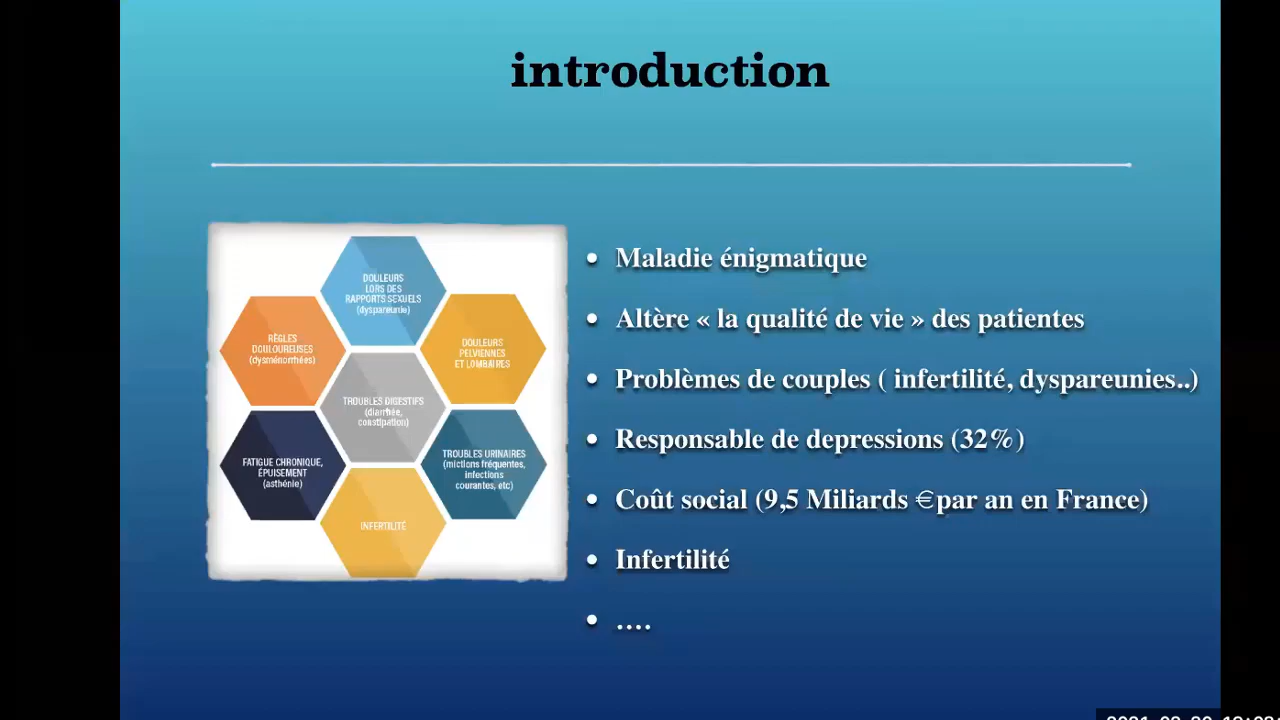 introduction
DOULEURS
LORS DES
RAPPORTS SEXUELS
(dyspareunie)
RÈGLES
DOULOUREUSES
(dysménorrhées)
DOULEURS
PELVIENNES
ET LOMBAIRES
TROUBLES DIGESTIFS
(diarrhée,
constipation)
FATIGUE CHRONIQUE,
ÉPUISEMENT
(asthénie)
TROUBLES URINAIRES
(mictions fréquentes,
infections
courantes, etc)
INFERTILITÉ
• Maladie énigmatique
• Altère « la qualité de vie » des patientes
• Problèmes de couples ( infertilité, dyspareunies..)
• Responsable de depressions (32%)
• Coût social (9,5 Miliards €par an en France)
• Infertilité
• ....